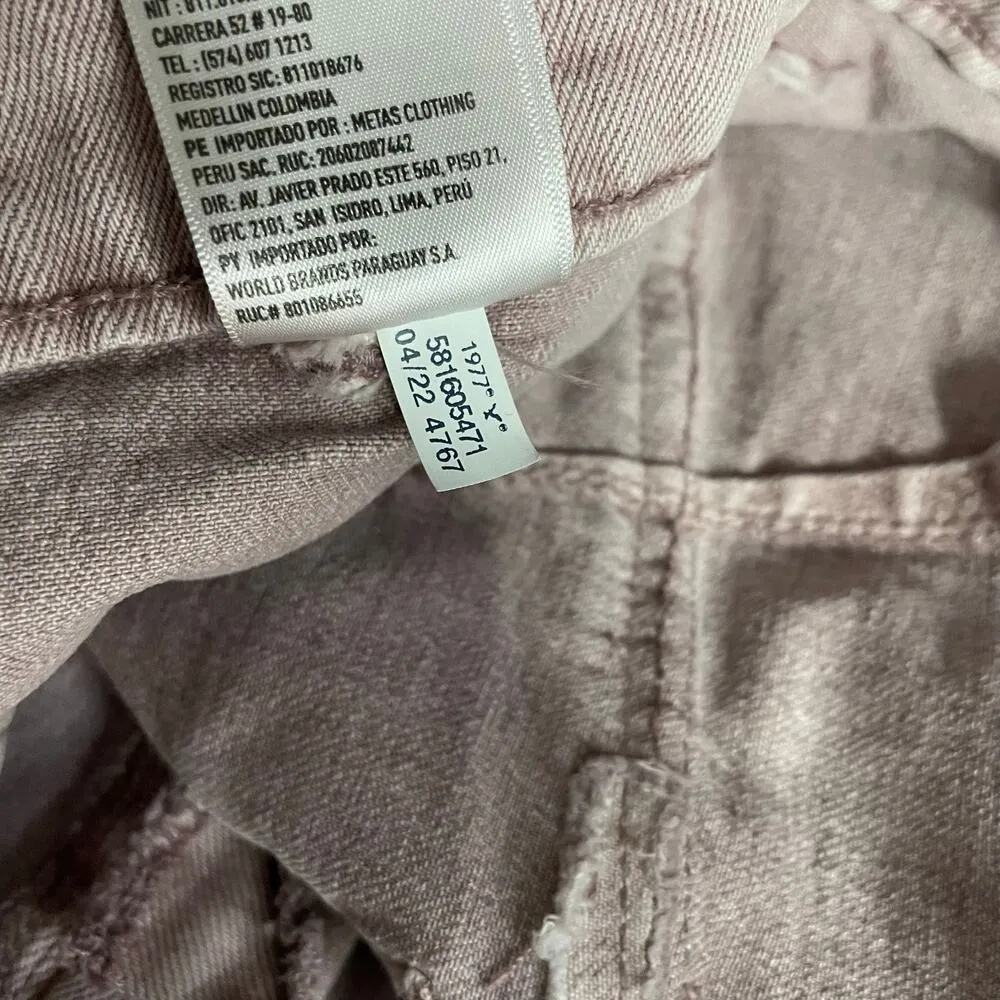 CARRERA 52 # 19-80
TEL : (574) 607 1213
REGISTRO SIC: 811018676
MEDELLIN COLOMBIA
PE IMPORTADO POR : METAS CLOTHING
PERU SAC. RUC: 20602087442
DIR: AV. JAVIER PRADO ESTE 560, PISO 21,
OFIC 2101, SAN ISIDRO, LIMA, PERÚ
PY IMPORTADO POR:
WORLD BRANDS PARAGUAY S.A
RUC# 801086655
1977*
581605471
04/22 4767